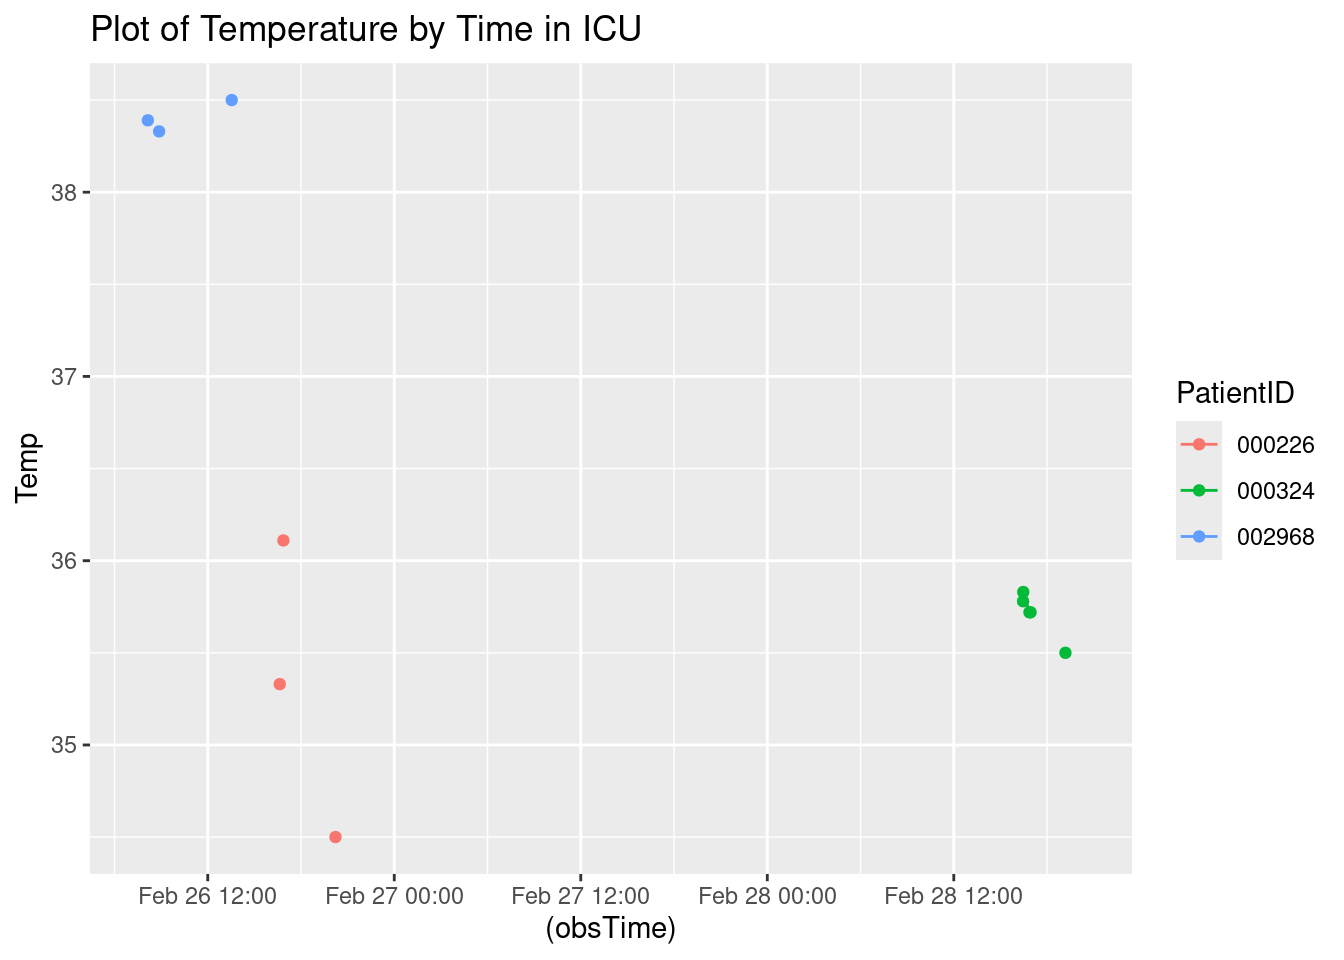 Plot of Temperature by Time in ICU
38
37
36
35
Temp
Feb 26 12:00
Feb 27 00:00
Feb 27 12:00
Feb 28 00:00
Feb 28 12:00
(obsTime)
PatientID
000226
000324
002968